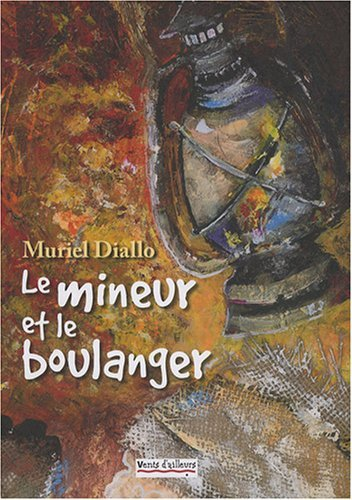 Muriel Diallo
Le mineur
et le
boulanger
Vents d'ailleurs